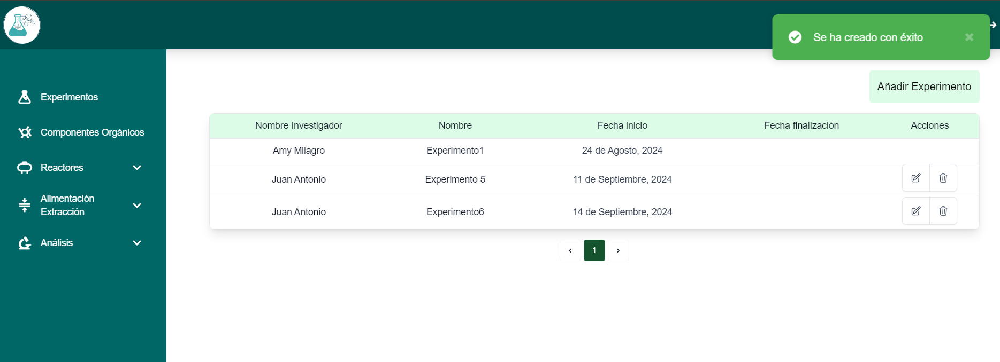 Se ha creado con éxito
Añadir Experimento
Experimentos
Componentes Orgánicos
Reactores
Alimentación
Extracción
Análisis
Nombre Investigador Nombre Fecha inicio Fecha finalización Acciones
Amy Milagro Experimento1 24 de Agosto, 2024
Juan Antonio Experimento 5 11 de Septiembre, 2024
Juan Antonio Experimento6 14 de Septiembre, 2024
‹ 1 ›